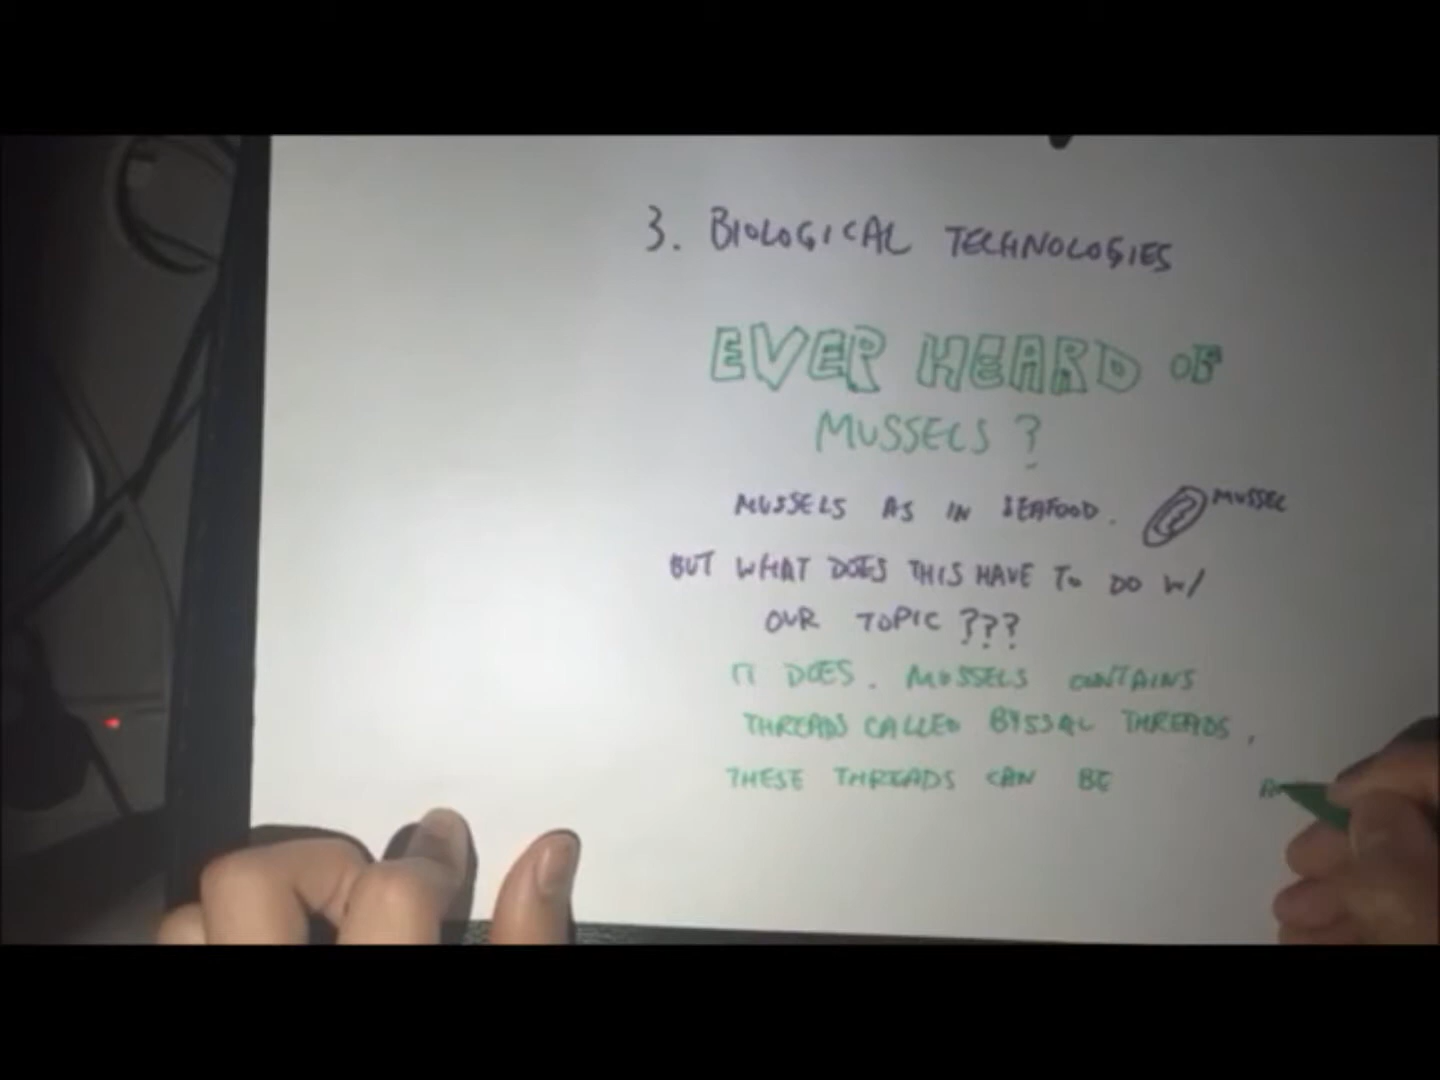 3. BIOLOGICAL TECHNOLOGIES
EVER HEARD OF
MUSSELS ?
MUSSELS AS IN SEAFOOD. MUSSEL
BUT WHAT DOES THIS HAVE TO DO W/
OUR TOPIC ???
IT DOES. MUSSELS CONTAINS
THREADS CALLED BYSSAL THREADS,
THESE THREADS CAN BE